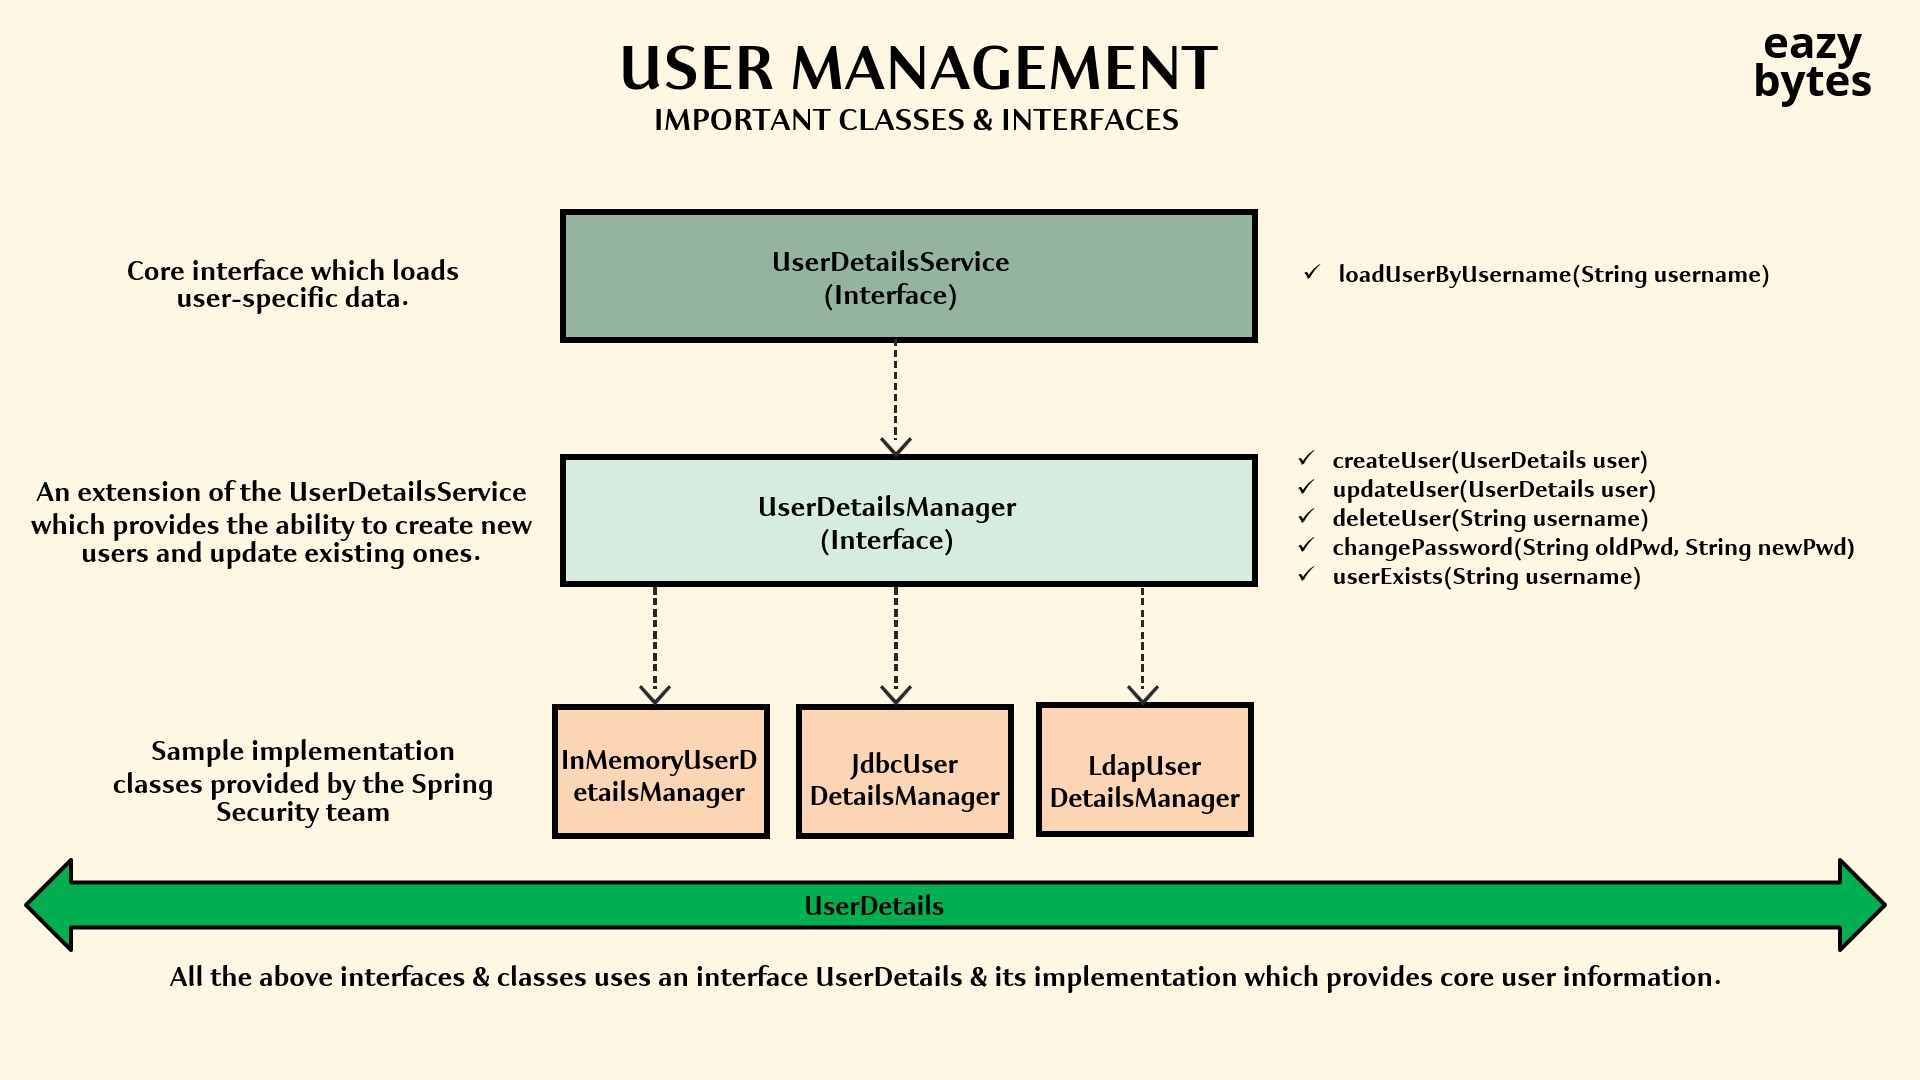 USER MANAGEMENT
IMPORTANT CLASSES & INTERFACES
eazy
bytes
Core interface which loads
user-specific data.
UserDetailsService
(Interface)
✓ loadUserByUsername(String username)
An extension of the UserDetailsService
which provides the ability to create new
users and update existing ones.
UserDetailsManager
(Interface)
✓ createUser(UserDetails user)
✓ updateUser(UserDetails user)
✓ deleteUser(String username)
✓ changePassword(String oldPwd, String newPwd)
✓ userExists(String username)
Sample implementation
classes provided by the Spring
Security team
InMemoryUserD
etailsManager
JdbcUser
DetailsManager
LdapUser
DetailsManager
UserDetails
All the above interfaces & classes uses an interface UserDetails & its implementation which provides core user information.